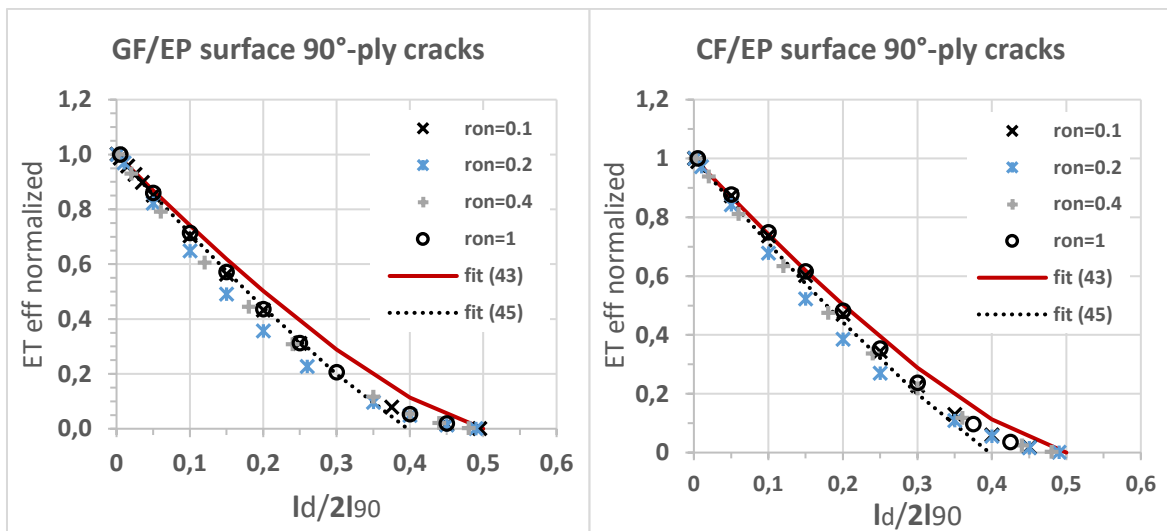 GF/EP surface 90°-ply cracks
ET eff normalized
1,2
1,0
0,8
0,6
0,4
0,2
0,0
0
0,1
0,2
0,3
0,4
0,5
0,6
ld/2l90
ron=0.1
ron=0.2
ron=0.4
ron=1
fit (43)
fit (45)
CF/EP surface 90°-ply cracks
ET eff normalized
1,2
1
0,8
0,6
0,4
0,2
0
0
0,1
0,2
0,3
0,4
0,5
0,6
ld/2l90
ron=0.1
ron=0.2
ron=0.4
ron=1
fit (43)
fit (45)